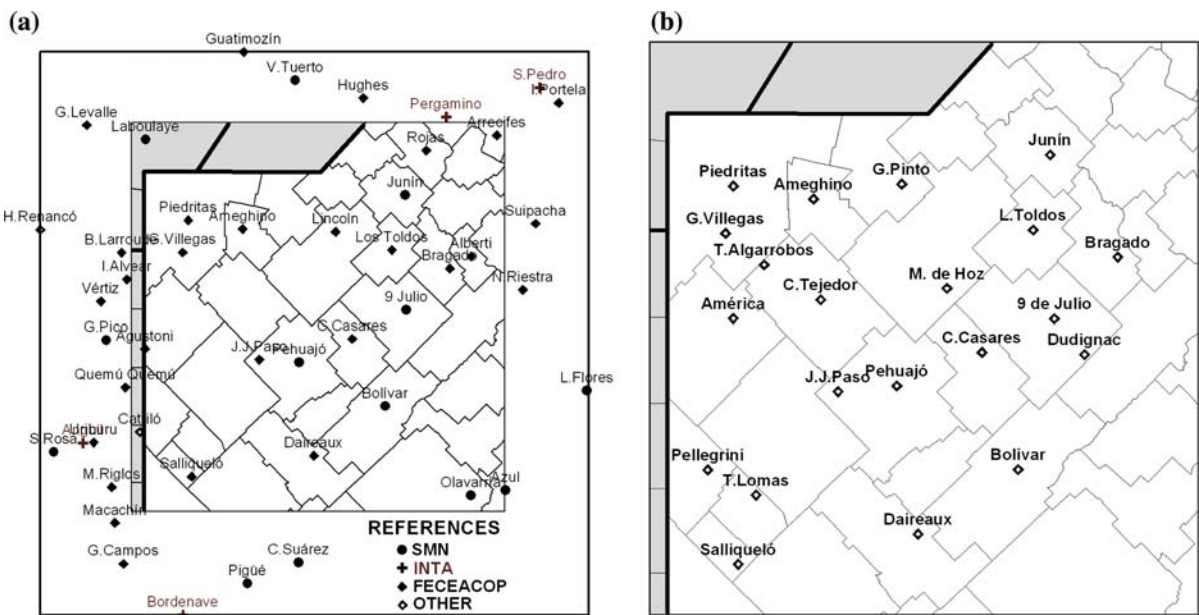 (a)
Guatimozín
V.Tuerto
Hughes
S.Pedro
I.Portela
Pergamino
G.Levalle
Laboulaye
Arrecifes
Rojas
Junín
Piedritas
Ameghino
Lincoln
Suipacha
H.Renancó
B.Larroudé
G.Villegas
Los Toldos
Alberti
Bragado
I.Alvear
N.Riestra
Vértiz
9 Julio
G.Pico
Agustoni
C.Casares
J.J.Paso
Pehuajó
Quemú Quemú
L.Flores
Bolívar
Catriló
Uriburu
S.Rosa
Daireaux
M.Riglos
Salliqueló
Olavarría
Azul
Macachín
REFERENCES
SMN
INTA
FECEACOP
OTHER
G.Campos
C.Suárez
Pigüé
Bordenave
(b)
Junín
Piedritas
Ameghino
G.Pinto
G.Villegas
L.Toldos
T.Algarrobos
Bragado
C.Tejedor
M. de Hoz
América
9 de Julio
C.Casares
Dudignac
J.J.Paso
Pehuajó
Pellegrini
T.Lomas
Bolivar
Daireaux
Salliqueló